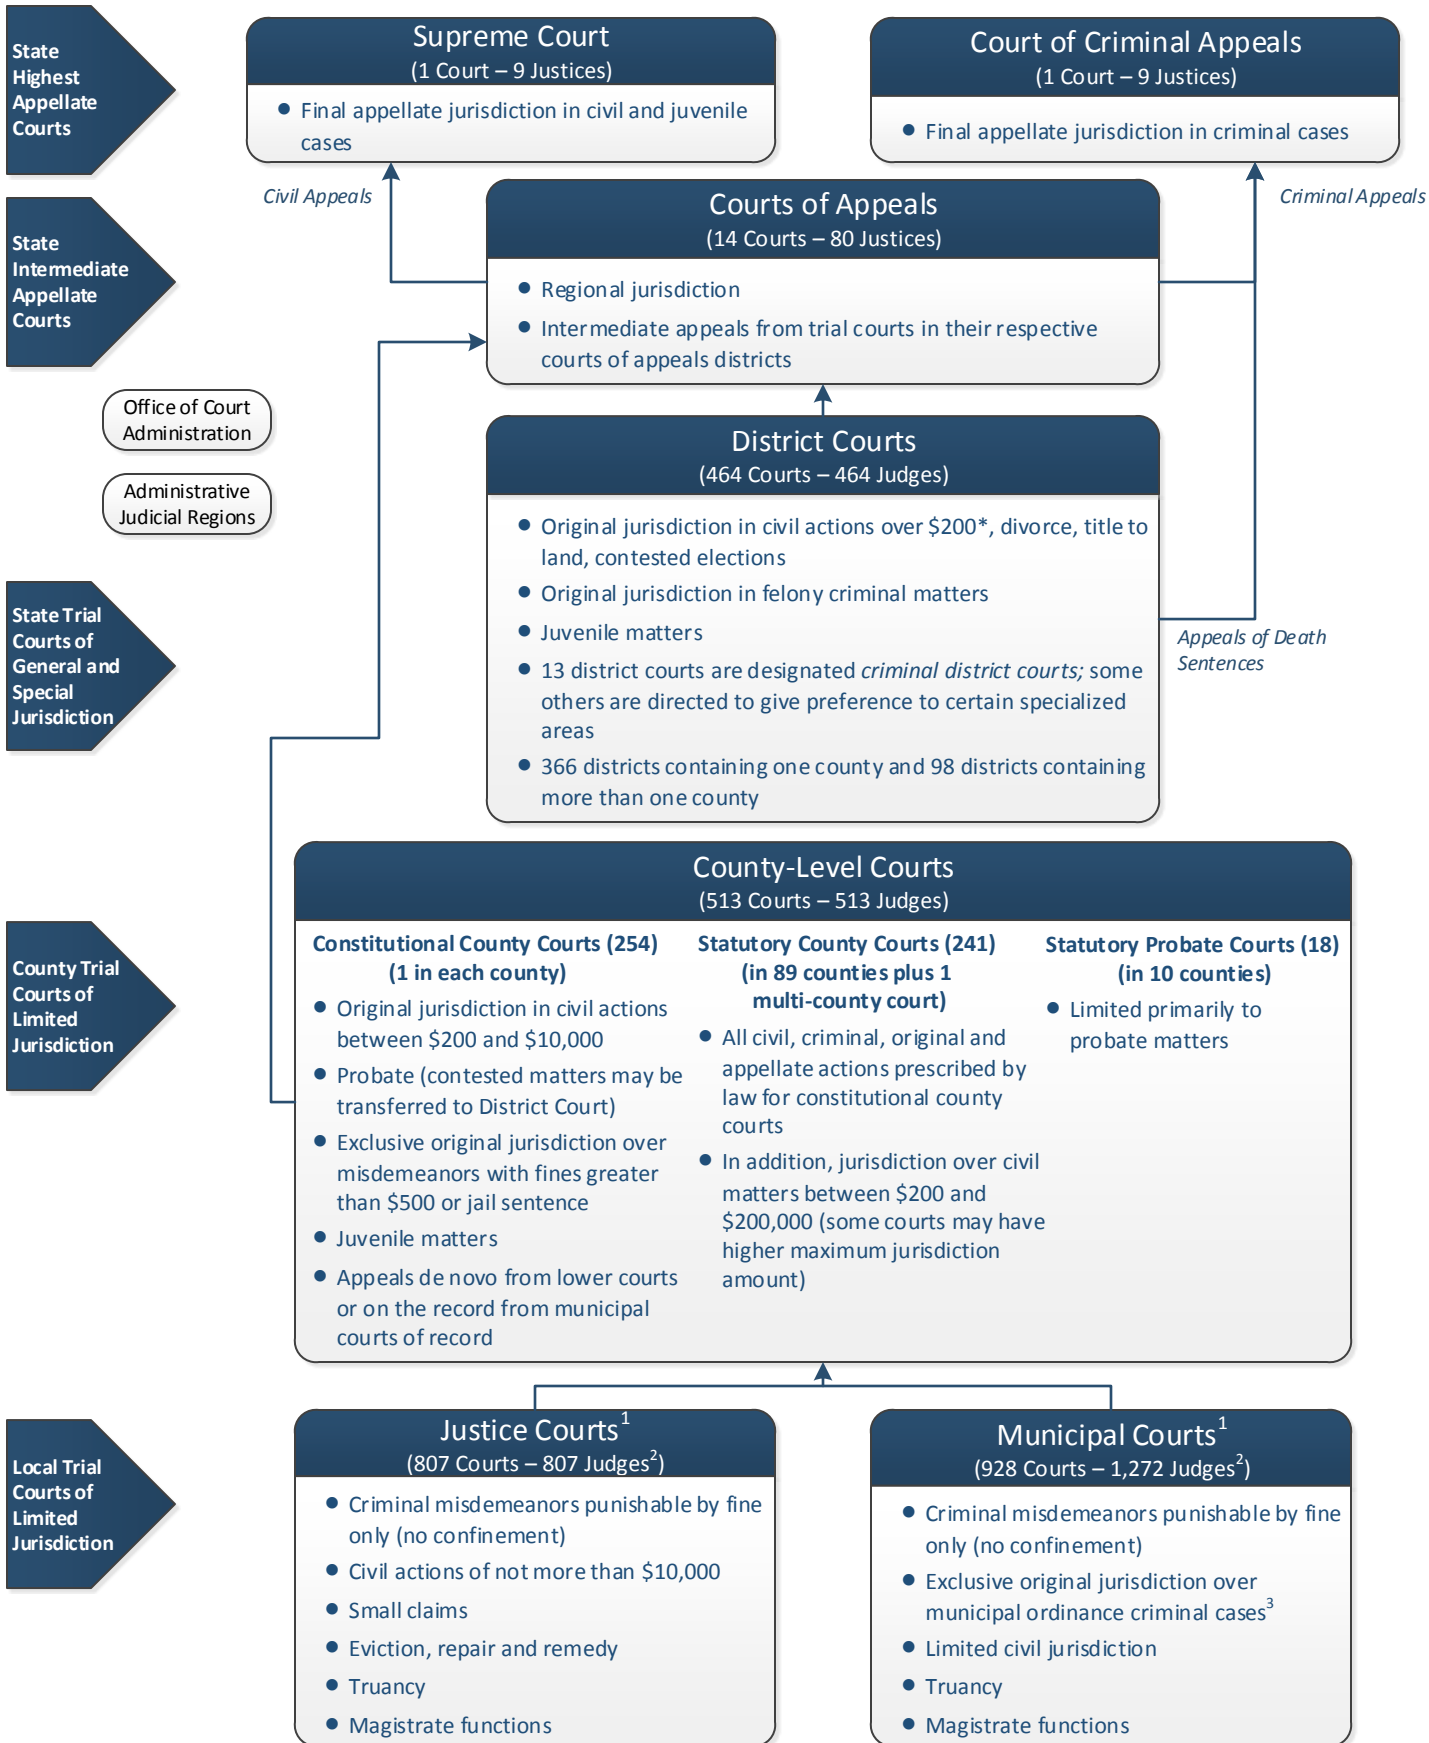 State
Highest
Appellate
Courts
Supreme Court
(1 Court – 9 Justices)
● Final appellate jurisdiction in civil and juvenile
cases
Court of Criminal Appeals
(1 Court – 9 Justices)
● Final appellate jurisdiction in criminal cases
Civil Appeals
Criminal Appeals
State
Intermediate
Appellate
Courts
Courts of Appeals
(14 Courts – 80 Justices)
● Regional jurisdiction
● Intermediate appeals from trial courts in their respective
courts of appeals districts
Office of Court
Administration
Administrative
Judicial Regions
State Trial
Courts of
General and
Special
Jurisdiction
District Courts
(464 Courts – 464 Judges)
● Original jurisdiction in civil actions over $200*, divorce, title to
land, contested elections
● Original jurisdiction in felony criminal matters
● Juvenile matters
● 13 district courts are designated criminal district courts; some
others are directed to give preference to certain specialized
areas
● 366 districts containing one county and 98 districts containing
more than one county
Appeals of Death
Sentences
County Trial
Courts of
Limited
Jurisdiction
County-Level Courts
(513 Courts – 513 Judges)
Constitutional County Courts (254)
(1 in each county)
● Original jurisdiction in civil actions
between $200 and $10,000
● Probate (contested matters may be
transferred to District Court)
● Exclusive original jurisdiction over
misdemeanors with fines greater
than $500 or jail sentence
● Juvenile matters
● Appeals de novo from lower courts
or on the record from municipal
courts of record
Statutory County Courts (241)
(in 89 counties plus 1
multi-county court)
● All civil, criminal, original and
appellate actions prescribed by
law for constitutional county
courts
● In addition, jurisdiction over civil
matters between $200 and
$200,000 (some courts may have
higher maximum jurisdiction
amount)
Statutory Probate Courts (18)
(in 10 counties)
● Limited primarily to
probate matters
Local Trial
Courts of
Limited
Jurisdiction
Justice Courts¹
(807 Courts – 807 Judges²)
● Criminal misdemeanors punishable by fine
only (no confinement)
● Civil actions of not more than $10,000
● Small claims
● Eviction, repair and remedy
● Truancy
● Magistrate functions
Municipal Courts¹
(928 Courts – 1,272 Judges²)
● Criminal misdemeanors punishable by fine
only (no confinement)
● Exclusive original jurisdiction over
municipal ordinance criminal cases³
● Limited civil jurisdiction
● Truancy
● Magistrate functions